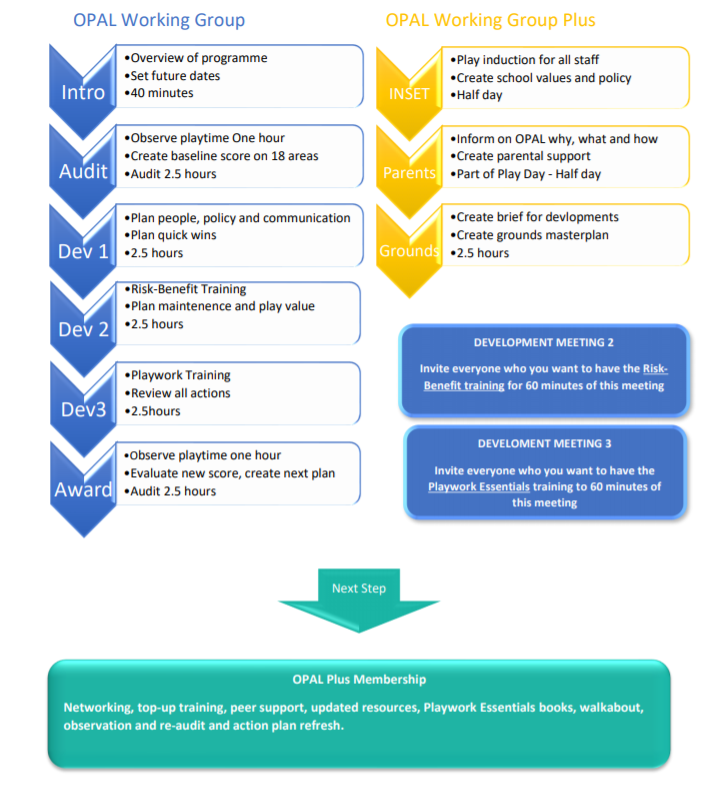 OPAL Working Group
Intro
•Overview of programme
•Set future dates
•40 minutes
Audit
•Observe playtime One hour
•Create baseline score on 18 areas
•Audit 2.5 hours
Dev 1
•Plan people, policy and communication
•Plan quick wins
•2.5 hours
Dev 2
•Risk-Benefit Training
•Plan maintenence and play value
•2.5 hours
Dev3
•Playwork Training
•Review all actions
•2.5hours
Award
•Observe playtime one hour
•Evaluate new score, create next plan
•Audit 2.5 hours
OPAL Working Group Plus
INSET
•Play induction for all staff
•Create school values and policy
•Half day
Parents
•Inform on OPAL why, what and how
•Create parental support
•Part of Play Day - Half day
Grounds
•Create brief for devlopments
•Create grounds masterplan
•2.5 hours
DEVELOPMENT MEETING 2
Invite everyone who you want to have the Risk-
Benefit training for 60 minutes of this meeting
DEVELOMENT MEETING 3
Invite everyone who you want to have the
Playwork Essentials training to 60 minutes of
this meeting
Next Step
OPAL Plus Membership
Networking, top-up training, peer support, updated resources, Playwork Essentials books, walkabout,
observation and re-audit and action plan refresh.